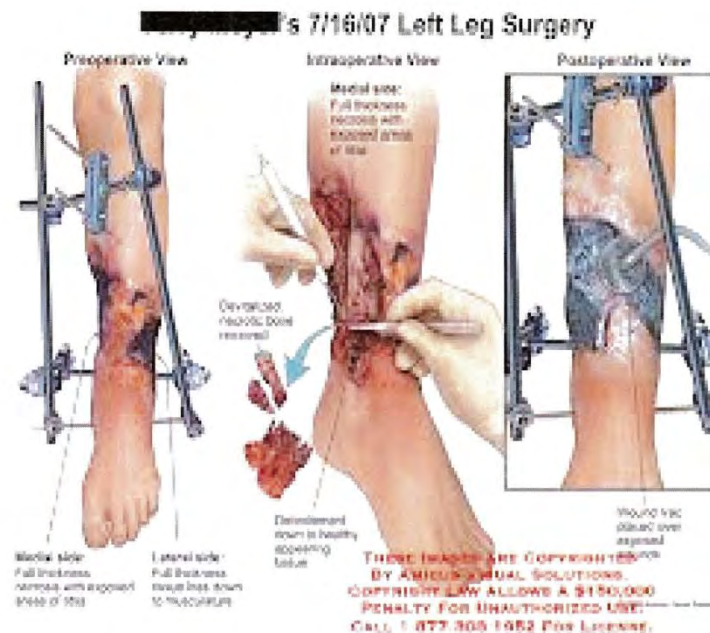 's 7/16/07 Left Leg Surgery
Preoperative View
Intraoperative View
Postoperative View
Medial side:
Full thickness
necrosis with
exposed areas
of tibia
Devitalized
necrotic bone
removed
Debridement
down to healthy
appearing
tissue
Wound Vac
placed over
exposed
wounds
Medial side:
Full thickness
necrosis with exposed
areas of tibia
Lateral side:
Full thickness
tissue loss down
to musculature
THESE IMAGES ARE COPYRIGHTED
BY AMICUS VISUAL SOLUTIONS.
COPYRIGHT LAW ALLOWS A $150,000
PENALTY FOR UNAUTHORIZED USE.
CALL 1 877 303 1952 FOR LICENSE.